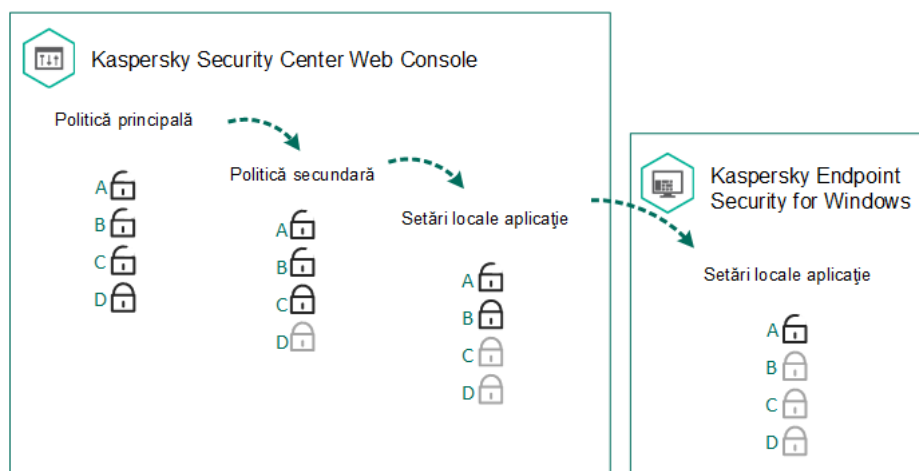 Kaspersky Security Center Web Console
Politică principală
A
B
C
D
Politică secundară
A
B
C
D
Setări locale aplicație
A
B
C
D
Kaspersky Endpoint
Security for Windows
Setări locale aplicație
A
B
C
D